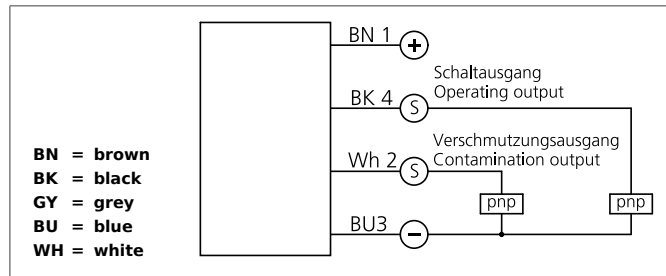 BN 1
+
Schaltausgang
Operating output
BK 4
S
Verschmutzungsausgang
Contamination output
Wh 2
S
pnp
pnp
BU3
−
BN = brown
BK = black
GY = grey
BU = blue
WH = white